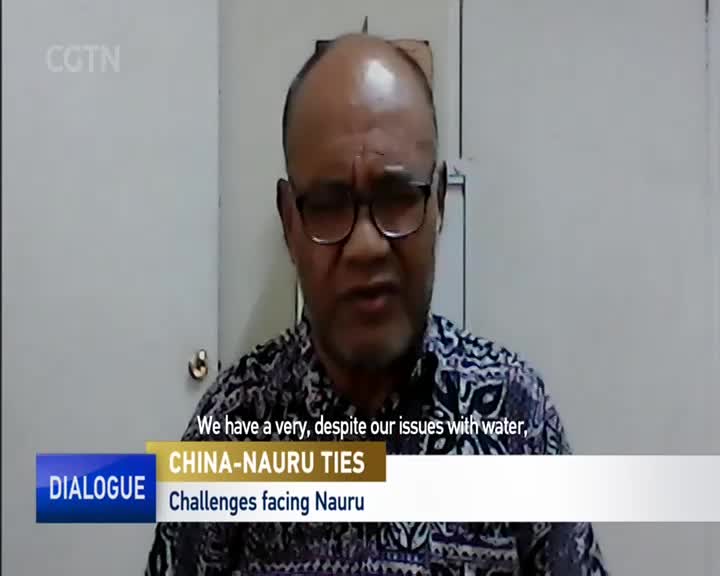 CGTN
We have a very, despite our issues with water,
CHINA-NAURU TIES
DIALOGUE
Challenges facing Nauru